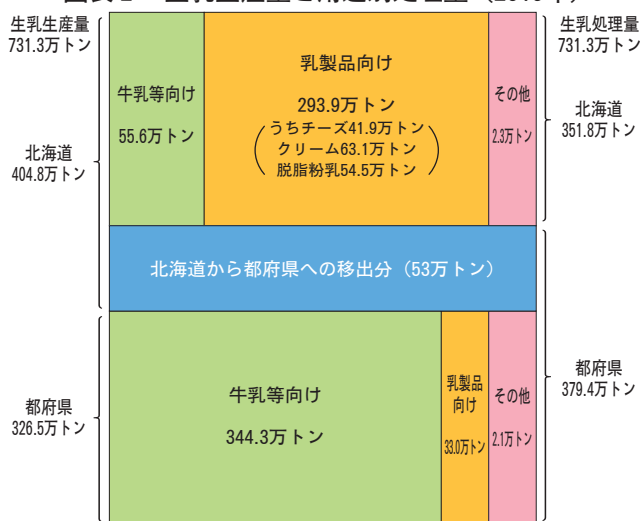 生乳生産量
731.3万トン
北海道
404.8万トン
都府県
326.5万トン
牛乳等向け
55.6万トン
乳製品向け
293.9万トン
うちチーズ41.9万トン
クリーム63.1万トン
脱脂粉乳54.5万トン
その他
2.3万トン
北海道から都府県への移出分（53万トン）
牛乳等向け
344.3万トン
乳製品
向け
33.0万トン
その他
2.1万トン
生乳処理量
731.3万トン
北海道
351.8万トン
都府県
379.4万トン